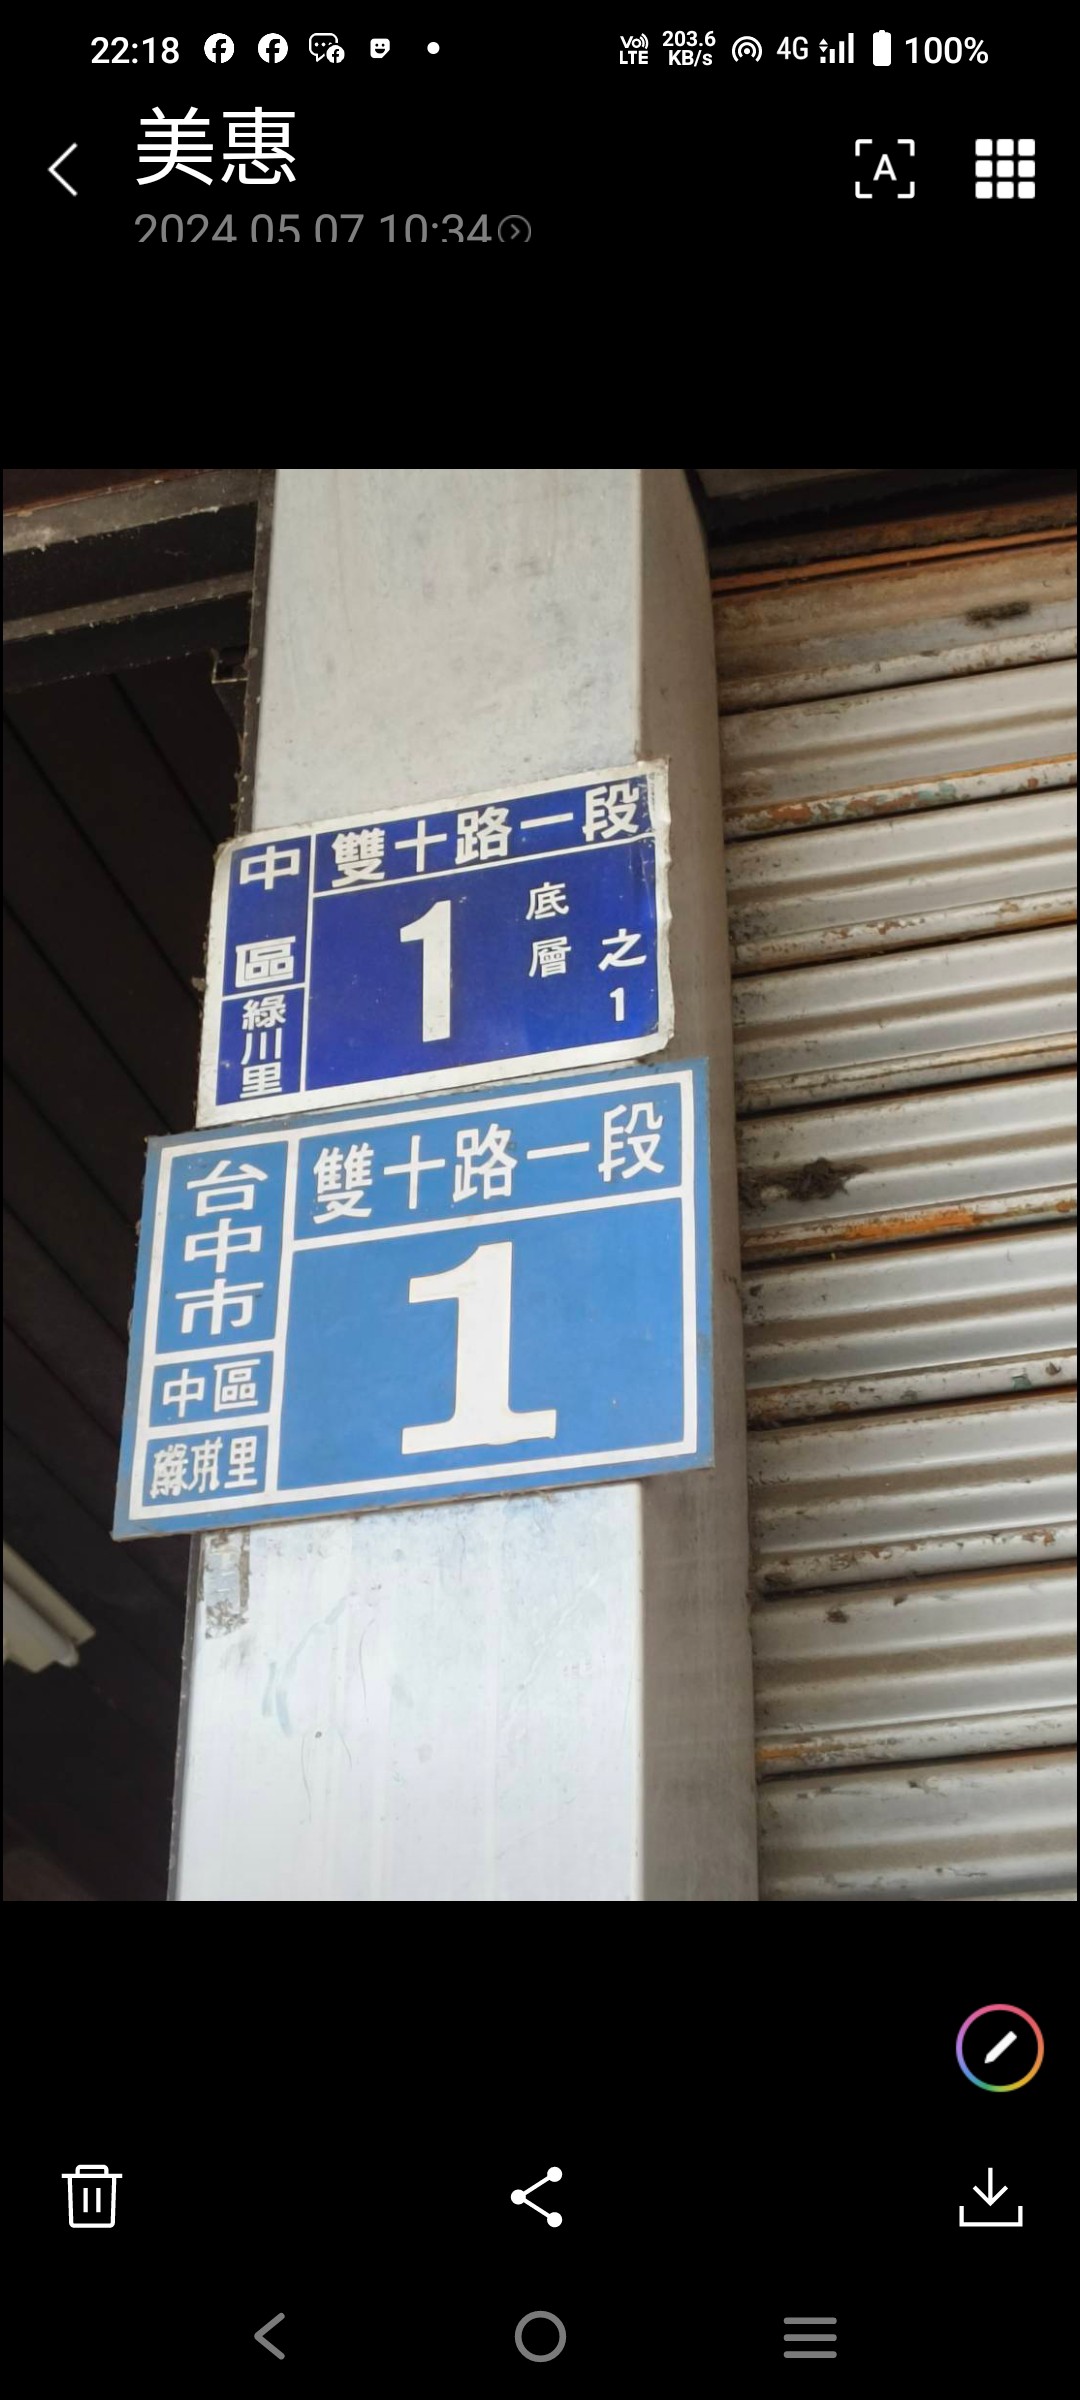 22:18
Vo)) LTE 203.6 KB/s 4G 100%
美惠
2024.05.07 10:34
A
雙十路一段
中區
綠川里
1
底層
之1
雙十路一段
台中市
中區
里
1